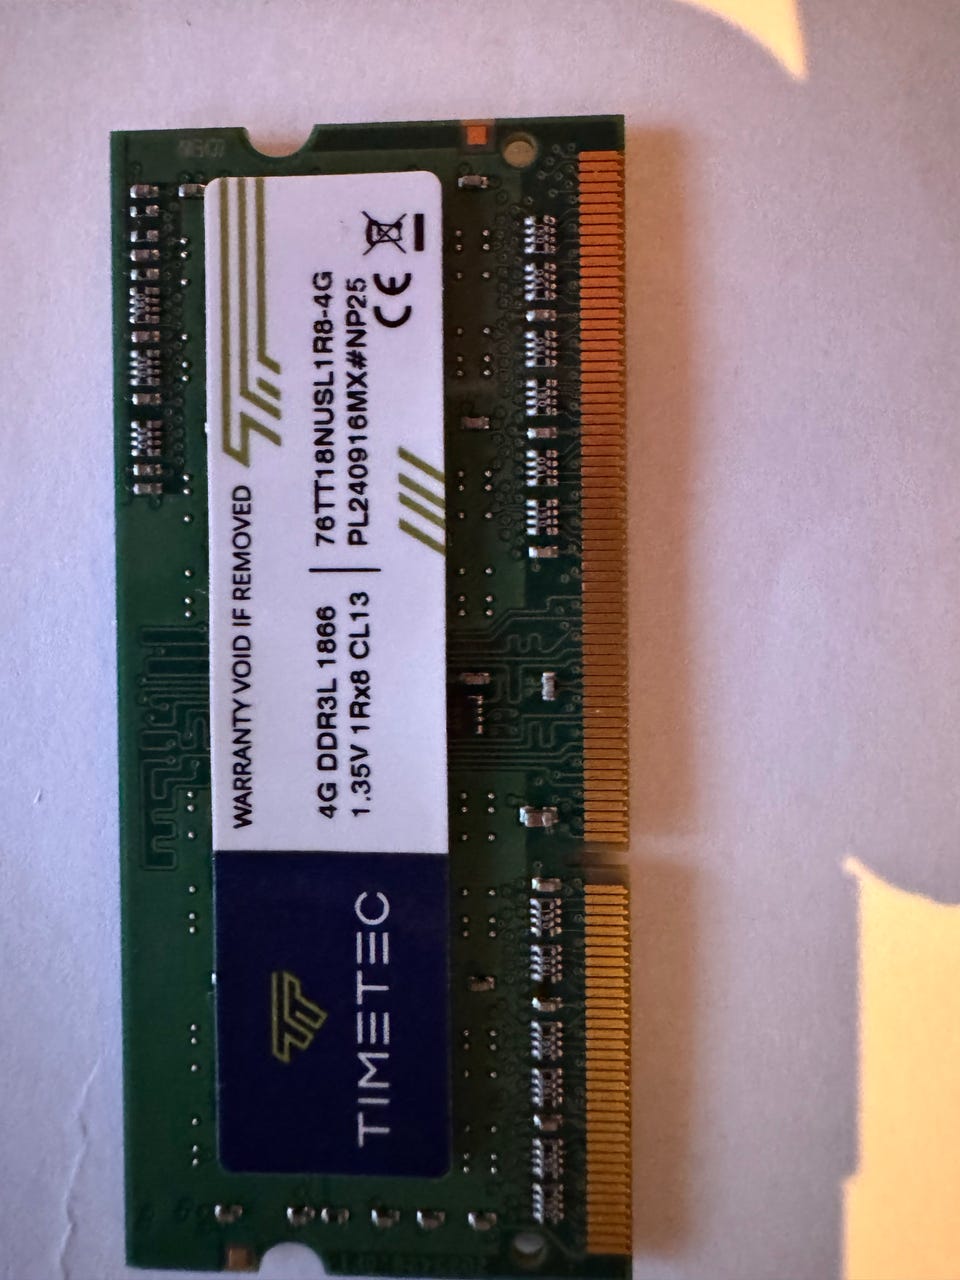 WARRANTY VOID IF REMOVED
4G DDR3L 1866 | 76TT18NUSL1R8-4G
1.35V 1Rx8 CL13 | PL240916MX#NP25
CE
TIMETEC